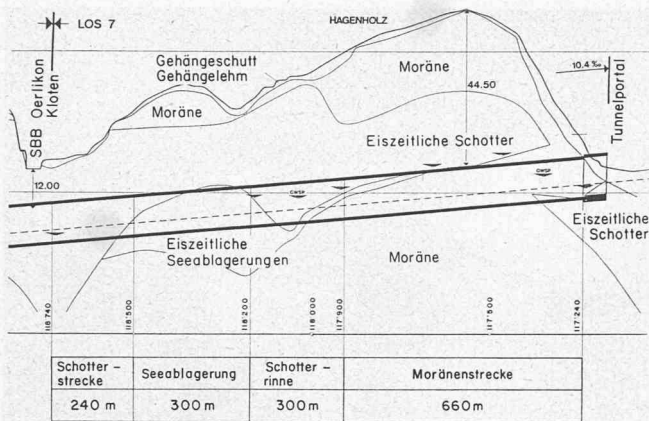 LOS 7
HAGENHOLZ
SBB Oerlikon
Kloten
Gehängeschutt
Gehängelehm
Moräne
Moräne
44.50
10.4 ‰
Tunnelportal
Eiszeitliche Schotter
12.00
GWSP
GWSP
Eiszeitliche
Seeablagerungen
Moräne
Eiszeitliche
Schotter
118'740
118'500
118'200
118'000
117'900
117'500
117'240
Schotter –
strecke
Seeablagerung
Schotter –
rinne
Moränenstrecke
240 m
300 m
300 m
660 m